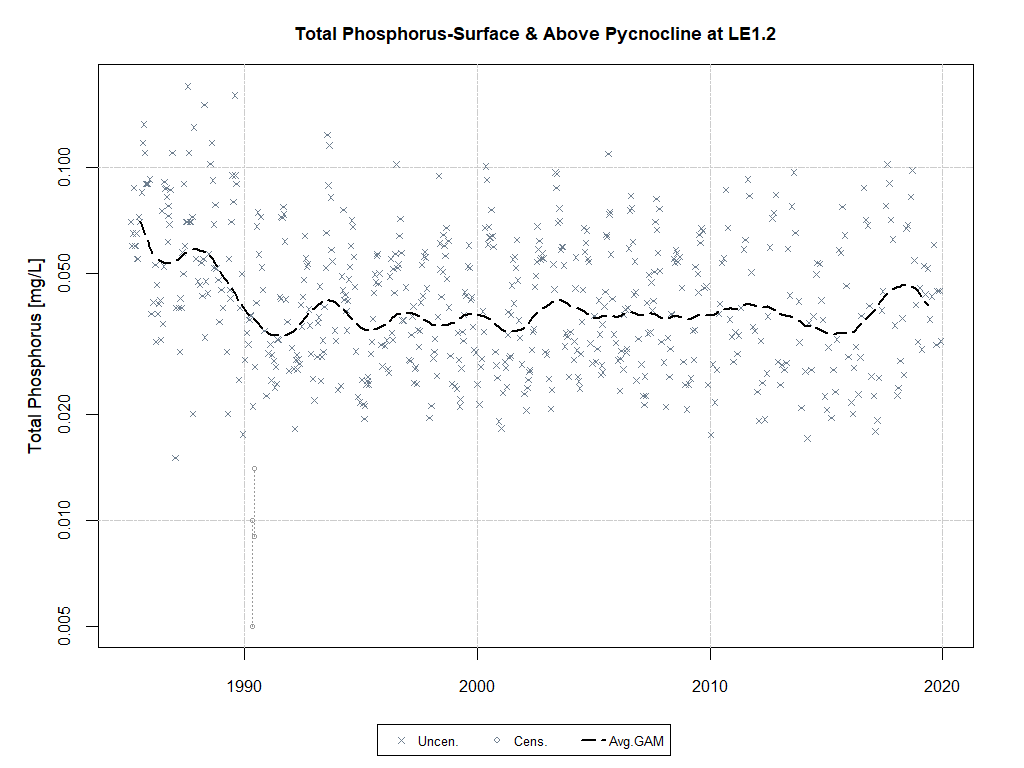 Total Phosphorus-Surface & Above Pycnocline at LE1.2
Total Phosphorus [mg/L]
0.100
0.050
0.020
0.010
0.005
1990 2000 2010 2020
Uncen. Cens. Avg.GAM